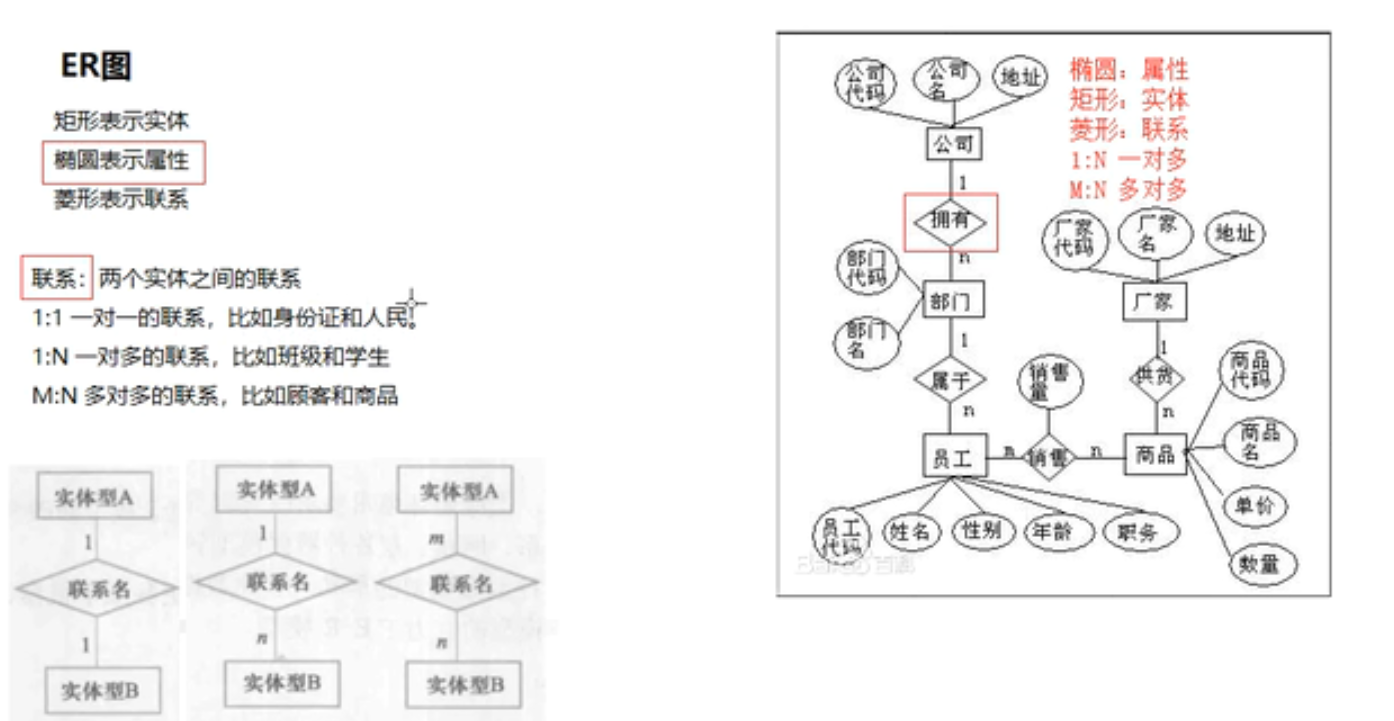 ER图
矩形表示实体
椭圆表示属性
菱形表示联系
联系：两个实体之间的联系
1:1 一对一的联系，比如身份证和人民
1:N 一对多的联系，比如班级和学生
M:N 多对多的联系，比如顾客和商品
实体型A
1
联系名
1
实体型B
实体型A
1
联系名
n
实体型B
实体型A
m
联系名
n
实体型B
椭圆：属性
矩形：实体
菱形：联系
1:N 一对多
M:N 多对多
公司
代码
公司
名
地址
公司
1
拥有
n
部门
代码
部门
部门
名
1
属于
n
厂家
代码
厂家
名
地址
厂家
1
供货
n
销售
量
员工
m
销售
n
商品
商品
代码
商品
名
单价
数量
员工
代码
姓名
性别
年龄
职务
Baidu百科